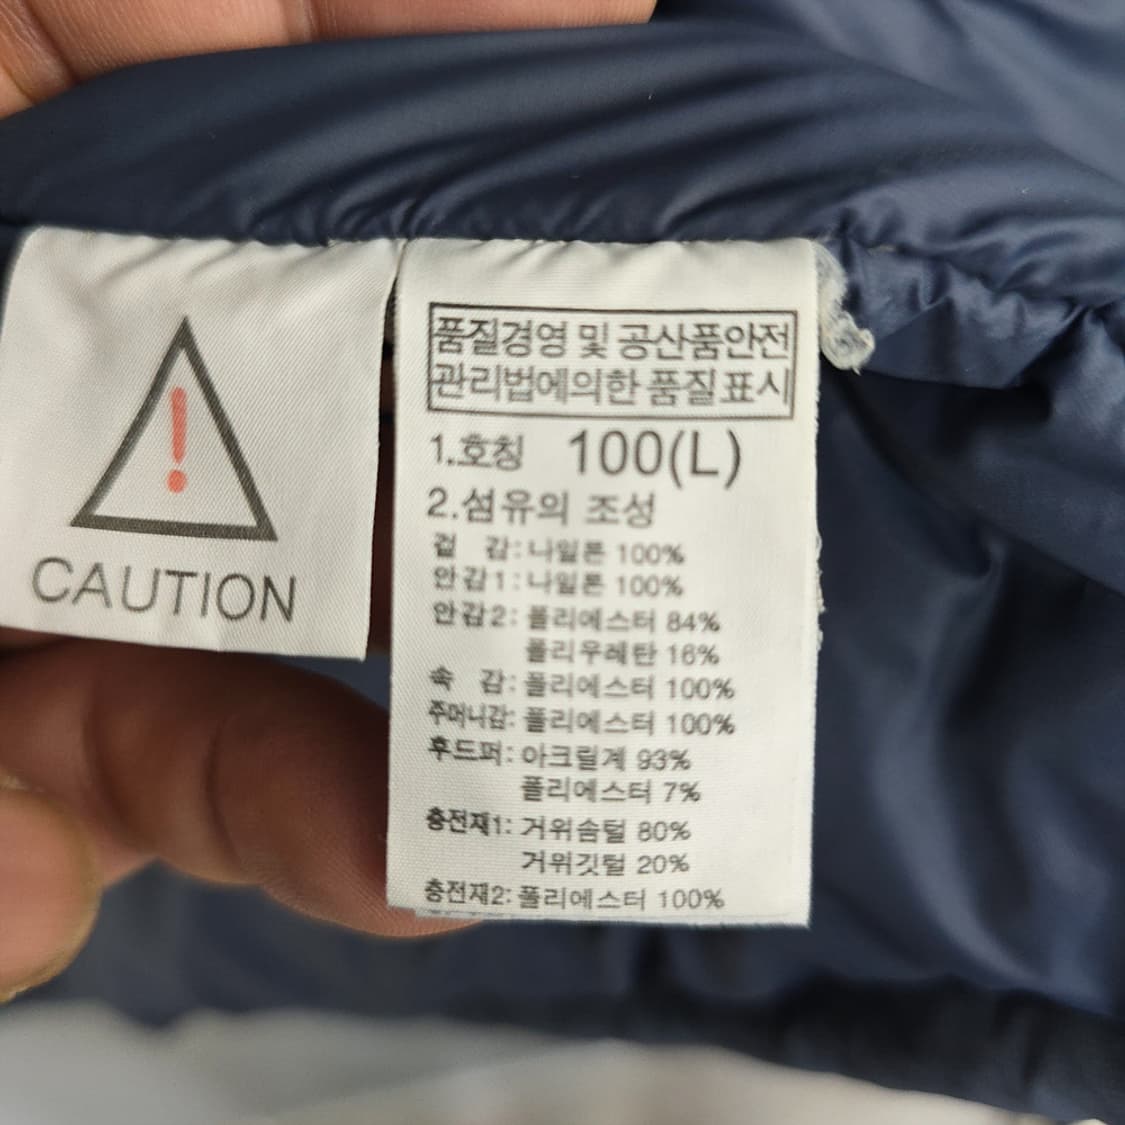 CAUTION
품질경영 및 공산품안전
관리법에의한 품질표시
1.호칭 100(L)
2.섬유의 조성
겉 감: 나일론 100%
안감1: 나일론 100%
안감2: 폴리에스터 84%
폴리우레탄 16%
속 감: 폴리에스터 100%
주머니감: 폴리에스터 100%
후드퍼: 아크릴계 93%
폴리에스터 7%
충전재1: 거위솜털 80%
거위깃털 20%
충전재2: 폴리에스터 100%